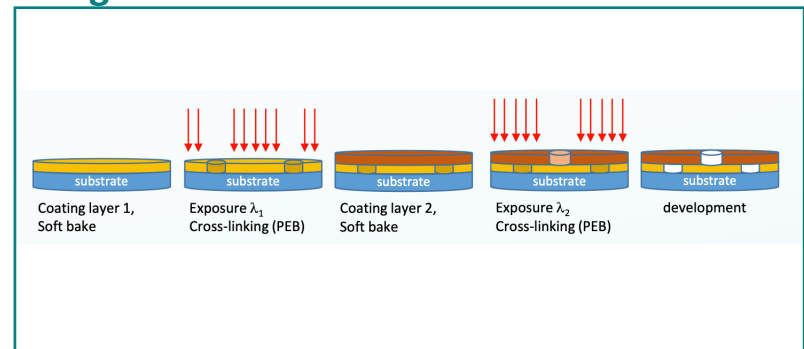 substrate
substrate
substrate
substrate
substrate
Coating layer 1,
Soft bake
Exposure λ₁
Cross-linking (PEB)
Coating layer 2,
Soft bake
Exposure λ₂
Cross-linking (PEB)
development